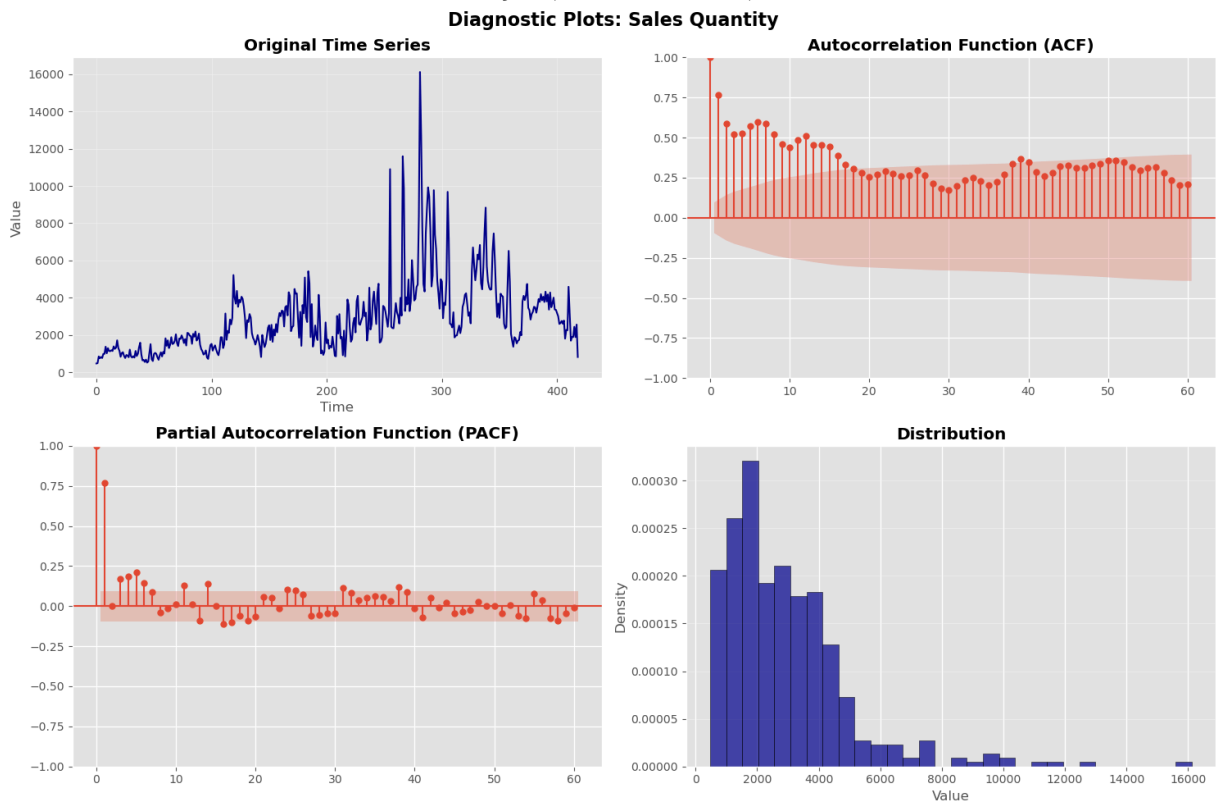 Diagnostic Plots: Sales Quantity
Original Time Series
16000
14000
12000
10000
8000
6000
4000
2000
0
Value
0 100 200 300 400
Time
Autocorrelation Function (ACF)
1.00
0.75
0.50
0.25
0.00
−0.25
−0.50
−0.75
−1.00
0 10 20 30 40 50 60
Partial Autocorrelation Function (PACF)
1.00
0.75
0.50
0.25
0.00
−0.25
−0.50
−0.75
−1.00
0 10 20 30 40 50 60
Distribution
0.00030
0.00025
0.00020
0.00015
0.00010
0.00005
0.00000
Density
0 2000 4000 6000 8000 10000 12000 14000 16000
Value